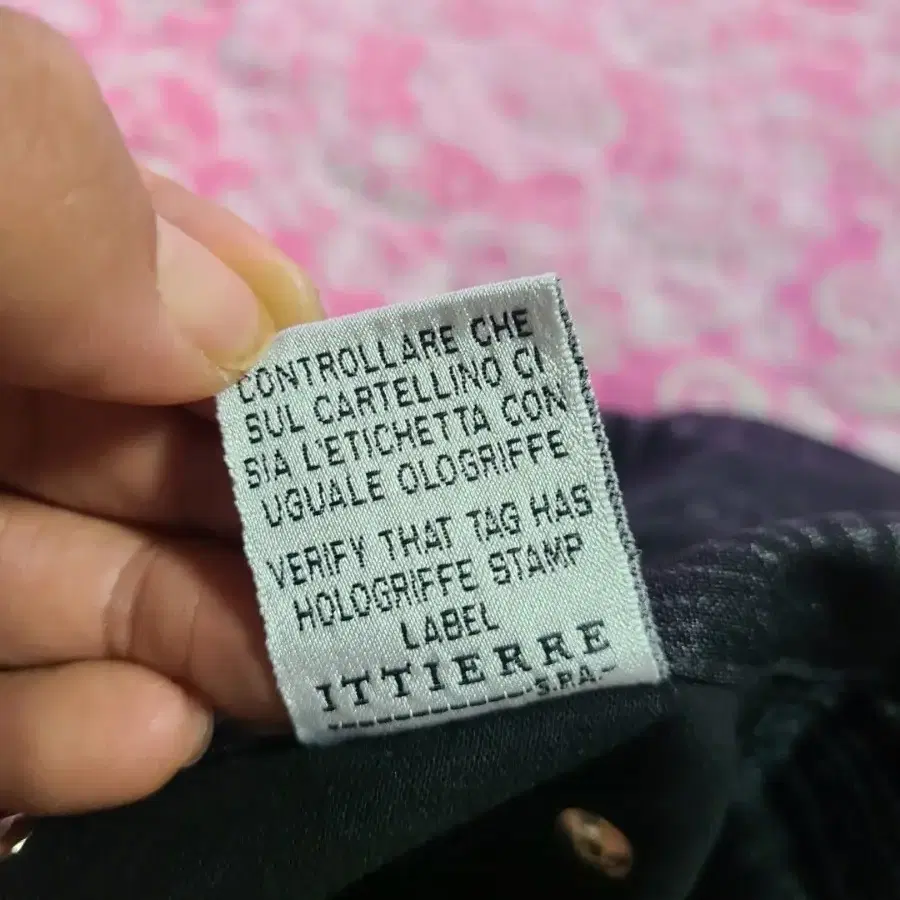 CONTROLLARE CHE
SUL CARTELLINO CI
SIA L'ETICHETTA CON
UGUALE OLOGRIFFE
VERIFY THAT TAG HAS
HOLOGRIFFE STAMP
LABEL
ITTIERRE
S.P.A.